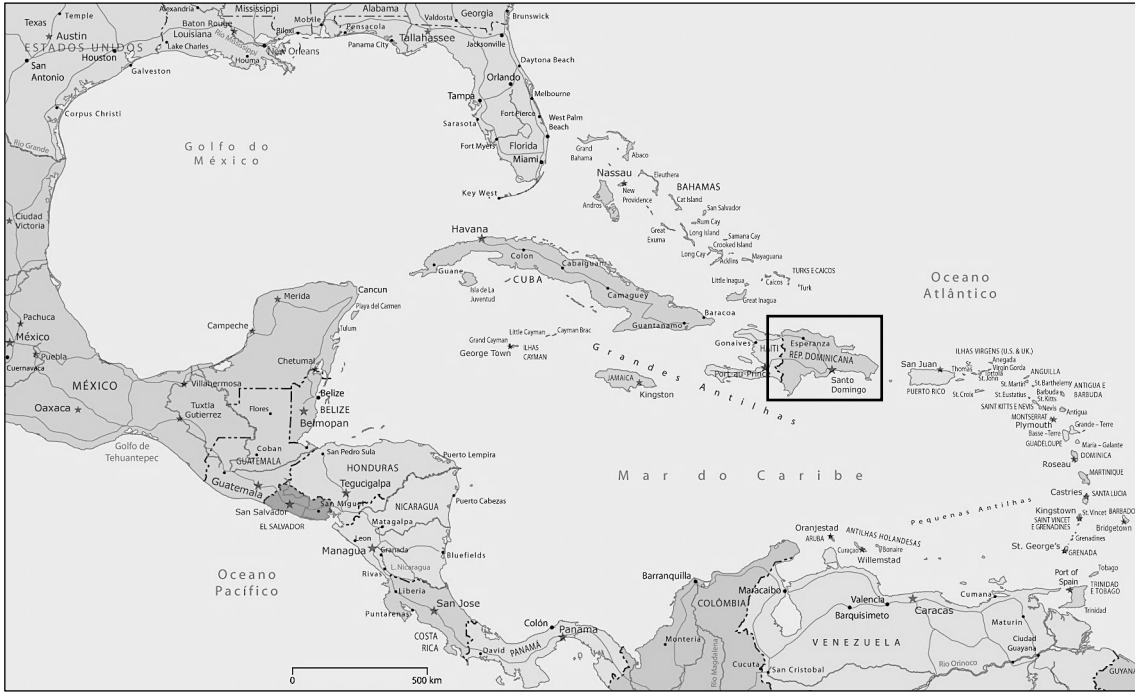 Texas
Temple
Austin
ESTADOS UNIDOS
San
Antonio
Houston
Galveston
Corpus Christi
Rio Grande
Alexandria
Louisiana
Baton Rouge
Lake Charles
Houma
New Orleans
Rio Mississippi
Mississippi
Biloxi
Mobile
Alabama
Pensacola
Panama City
Tallahassee
Valdosta
Georgia
Brunswick
Jacksonville
Daytona Beach
Orlando
Tampa
Melbourne
Fort Pierce
West Palm
Beach
Sarasota
Fort Myers
Florida
Miami
Key West
Golfo do
México
Grand
Bahama
Abaco
Nassau
Eleuthera
New
Providence
BAHAMAS
Cat Island
Andros
San Salvador
Rum Cay
Great
Exuma
Long Island
Samana Cay
Crooked Island
Long Cay
Acklins
Mayaguana
Little Inagua
Caicos
TURKS E CAICOS
Turk
Great Inagua
Oceano
Atlântico
Havana
Guane
Colon
Cabaiguan
Isla de La
Juventud
CUBA
Camaguey
Baracoa
Guantanamo
Little Cayman
Cayman Brac
Grand Cayman
ILHAS
CAYMAN
George Town
Grandes Antilhas
JAMAICA
Kingston
Gonaives
HAITI
Port-au Prince
Esperanza
REP. DOMINICANA
Santo
Domingo
San Juan
PUERTO RICO
ILHAS VIRGENS (U.S. & UK.)
Anegada
Virgin Gorda
Tortola
St.
Thomas
St. John
St. Croix
ANGUILLA
St. Martin
St. Barthelemy
Barbuda
ANTIGUA E
BARBUDA
St. Eustatius
St. Kitts
SAINT KITTS E NEVIS
Nevis
Antigua
MONTSERRAT
Plymouth
Grande – Terre
Basse – Terre
GUADELOUPE
Maria – Galante
DOMINICA
Roseau
MARTINIQUE
Castries
SANTA LUCIA
Kingstown
St. Vincet
SAINT VINCET
E GRENADINES
BARBADO
Bridgetown
Grenadines
St. George's
GRENADA
Tobago
Port of
Spain
TRINIDAD
E TOBAGO
Trinidad
Mar do Caribe
Pequenas Antilhas
Oranjestad
ARUBA
ANTILHAS HOLANDESAS
Curaçao
Bonaire
Willemstad
Ciudad
Victoria
Pachuca
México
Puebla
Cuernavaca
MÉXICO
Oaxaca
Villahermosa
Tuxtla
Gutierrez
Golfo de
Tehuantepec
Campeche
Merida
Cancun
Playa del Carmen
Tulum
Chetumal
Belize
BELIZE
Belmopan
Flores
Coban
GUATEMALA
Guatemala
San Pedro Sula
Puerto Lempira
HONDURAS
Tegucigalpa
San Salvador
San Miguel
EL SALVADOR
NICARAGUA
Puerto Cabezas
Matagalpa
Leon
Managua
Granada
Bluefields
L. Nicaragua
Rivas
Liberia
San Jose
Puntarenas
COSTA
RICA
David
PANAMÁ
Colón
Panama
Oceano
Pacífico
Barranquilla
COLÔMBIA
Monteria
Rio Magdalena
Cucuta
San Cristobal
Maracaibo
Valencia
Barquisimeto
Caracas
Cumana
Maturin
Ciudad
Guayana
VENEZUELA
Rio Orinoco
GUYANA
0
500 km